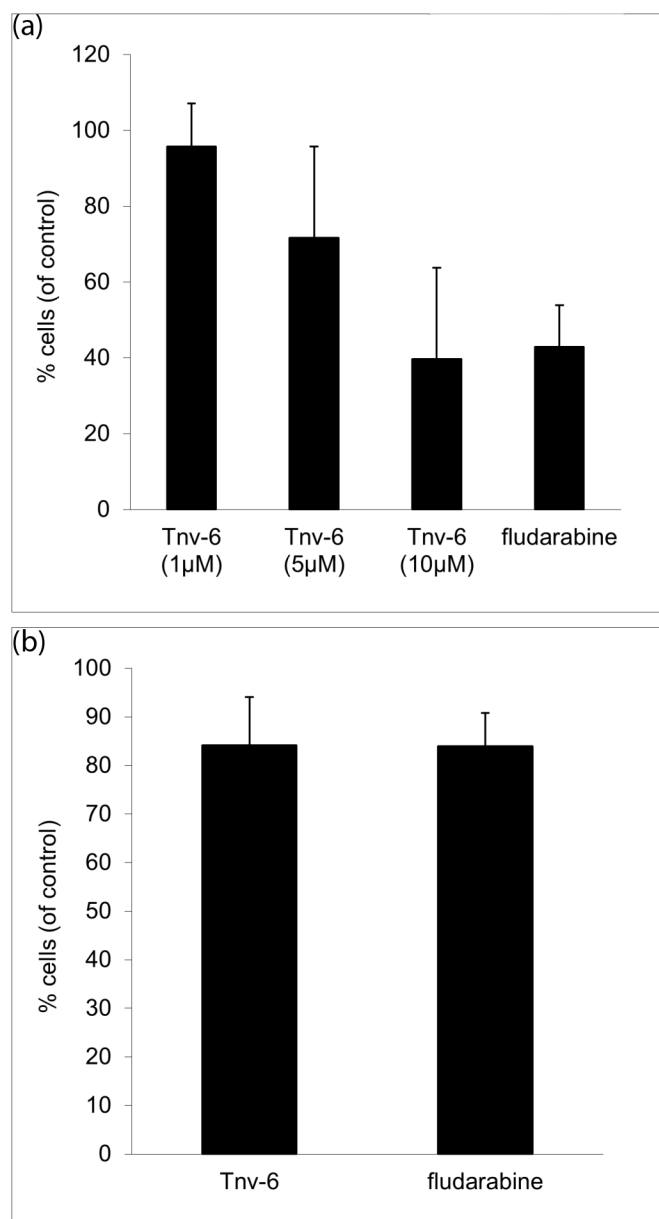 (a)
120
100
80
60
40
20
0
% cells (of control)
Tnv-6 Tnv-6 Tnv-6 fludarabine
(1µM) (5µM) (10µM)
(b)
100
90
80
70
60
50
40
30
20
10
0
% cells (of control)
Tnv-6 fludarabine